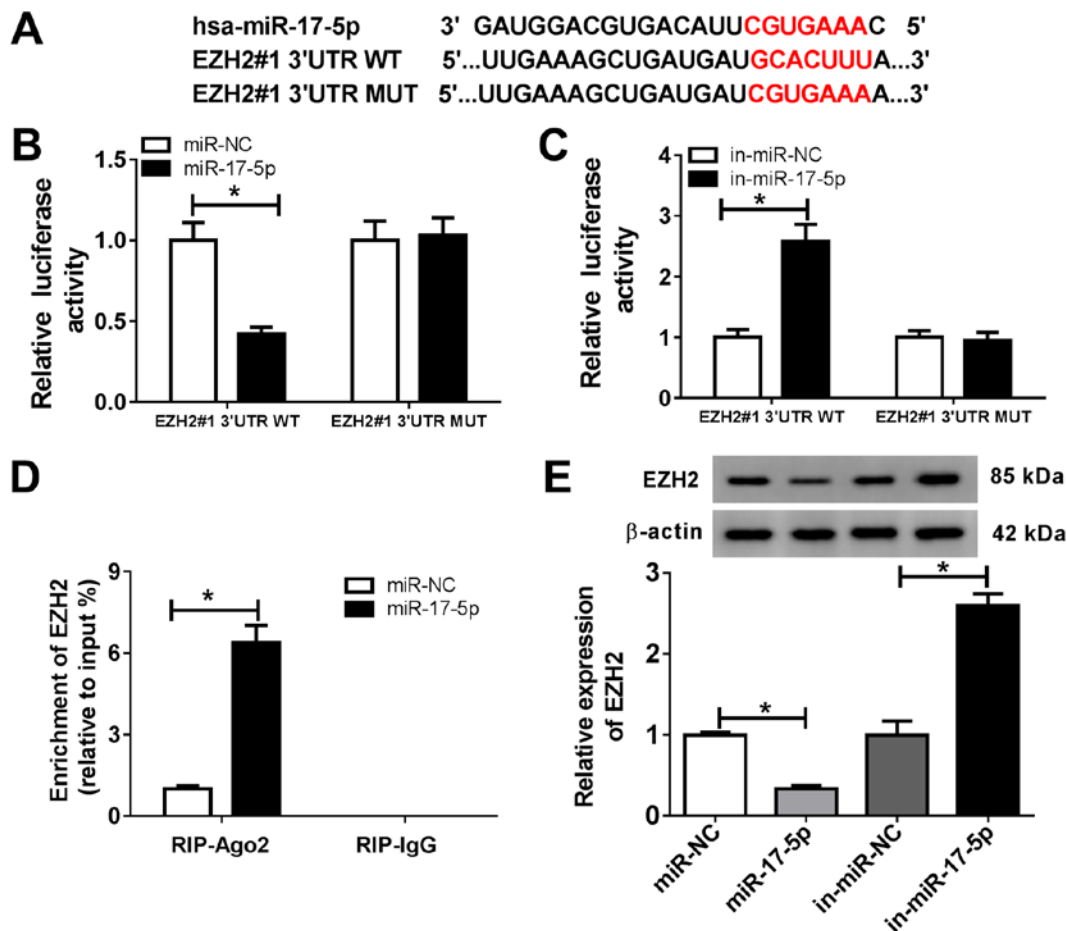 A
hsa-miR-17-5p 3' GAUGGACGUGACAUUCGUGAAAC 5'
EZH2#1 3'UTR WT 5'...UUGAAAGCUGAUGAUGCACUUUA...3'
EZH2#1 3'UTR MUT 5'...UUGAAAGCUGAUGAUCGUGAAAA...3'
B
miR-NC
miR-17-5p
*
Relative luciferase
activity
1.5
1.0
0.5
0.0
EZH2#1 3'UTR WT EZH2#1 3'UTR MUT
C
in-miR-NC
in-miR-17-5p
*
Relative luciferase
activity
4
3
2
1
0
EZH2#1 3'UTR WT EZH2#1 3'UTR MUT
D
miR-NC
miR-17-5p
*
Enrichment of EZH2
(relative to input %)
9
6
3
0
RIP-Ago2 RIP-IgG
E
EZH2 85 kDa
β-actin 42 kDa
*
*
Relative expression
of EZH2
3
2
1
0
miR-NC
miR-17-5p
in-miR-NC
in-miR-17-5p